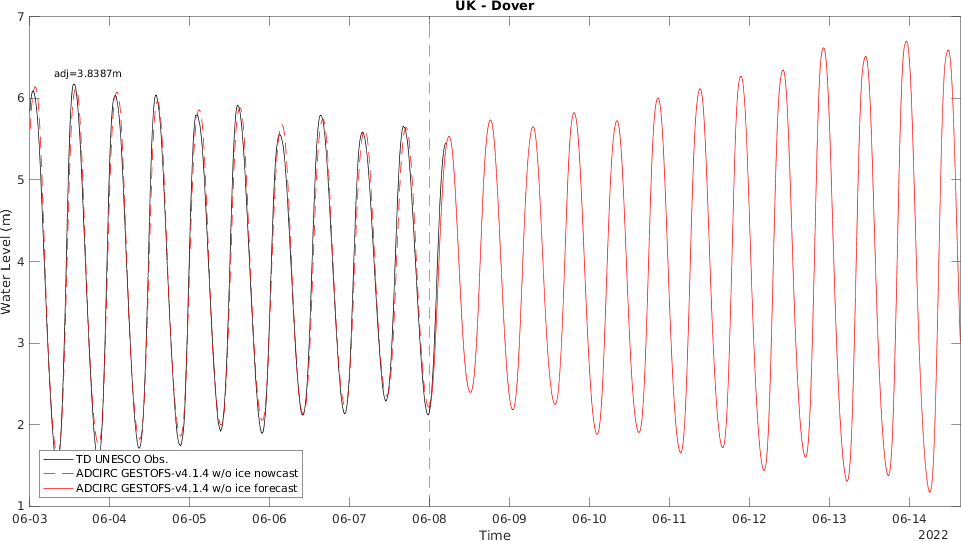 UK - Dover
7
adj=3.8387m
6
5
4
Water Level (m)
3
2
TD UNESCO Obs.
ADCIRC GESTOFS-v4.1.4 w/o ice nowcast
ADCIRC GESTOFS-v4.1.4 w/o ice forecast
1
06-03 06-04 06-05 06-06 06-07 06-08 06-09 06-10 06-11 06-12 06-13 06-14
Time
2022